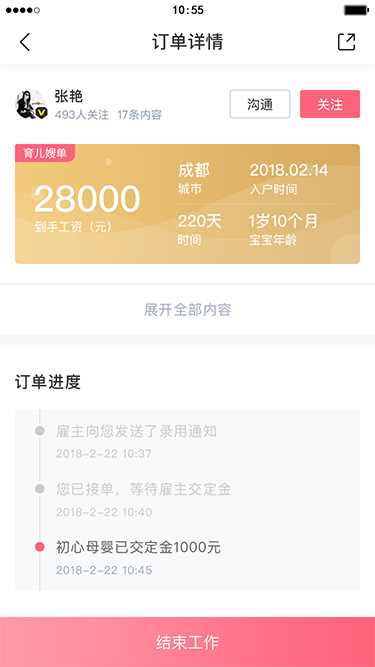 10:55
订单详情
张艳
493人关注 17条内容
沟通
关注
育儿嫂单
28000
到手工资（元）
成都
城市
2018.02.14
入户时间
220天
时间
1岁10个月
宝宝年龄
展开全部内容
订单进度
雇主向您发送了录用通知
2018-2-22 10:37
您已接单，等待雇主交定金
2018-2-22 10:40
初心母婴已交定金1000元
2018-2-22 10:45
结束工作